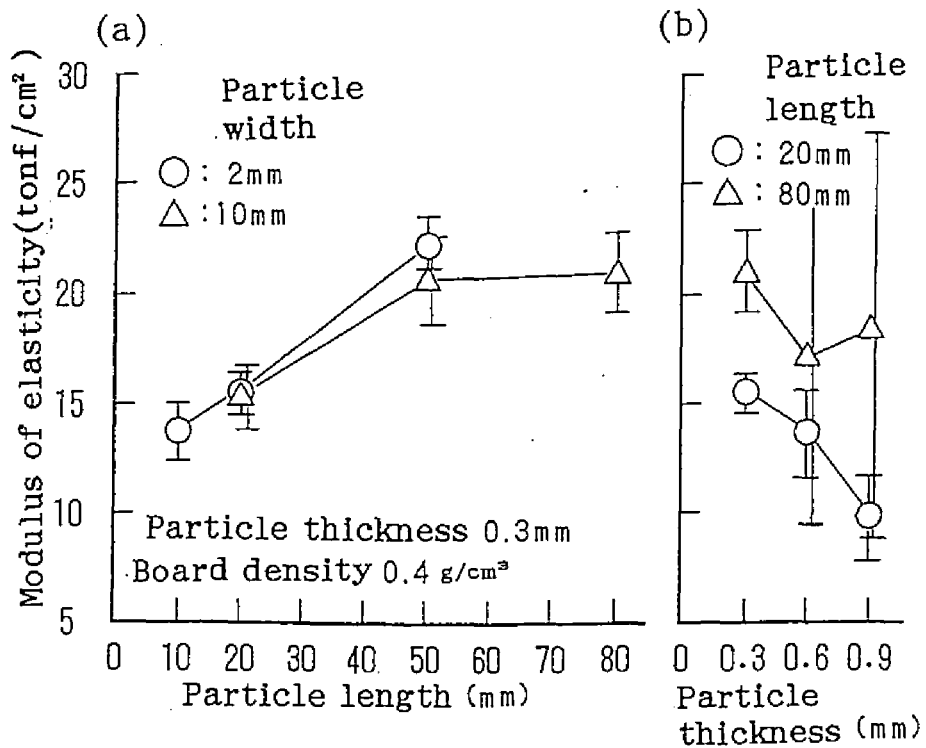 (a)
Modulus of elasticity(tonf/cm²)
30
25
20
15
10
5
Particle
width
○: 2mm
△:10mm
Particle thickness 0.3mm
Board density 0.4 g/cm³
0 10 20 30 40 50 60 70 80
Particle length (mm)
(b)
Particle
length
○: 20mm
△: 80mm
0 0.3 0.6 0.9
Particle
thickness (mm)